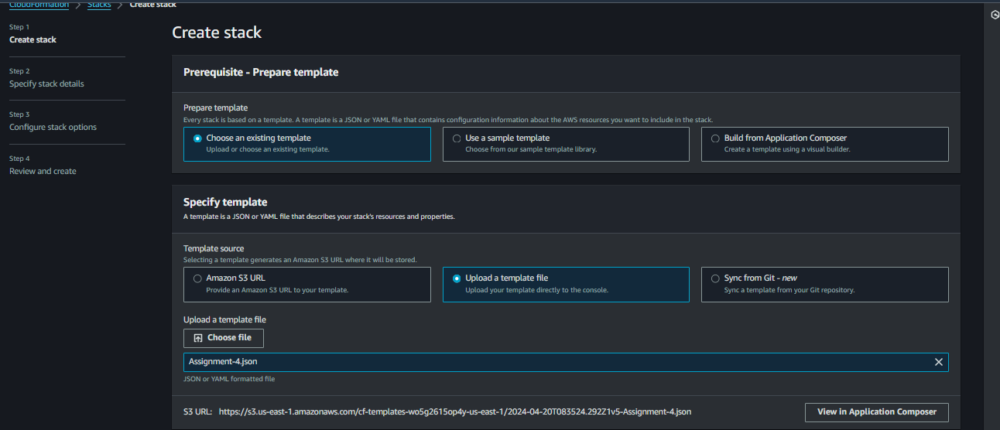 CloudFormation > Stacks > Create stack
Step 1
Create stack
Step 2
Specify stack details
Step 3
Configure stack options
Step 4
Review and create
Create stack
Prerequisite - Prepare template
Prepare template
Every stack is based on a template. A template is a JSON or YAML file that contains configuration information about the AWS resources you want to include in the stack.
Choose an existing template
Upload or choose an existing template.
Use a sample template
Choose from our sample template library.
Build from Application Composer
Create a template using a visual builder.
Specify template
A template is a JSON or YAML file that describes your stack's resources and properties.
Template source
Selecting a template generates an Amazon S3 URL where it will be stored.
Amazon S3 URL
Provide an Amazon S3 URL to your template.
Upload a template file
Upload your template directly to the console.
Sync from Git - new
Sync a template from your Git repository.
Upload a template file
Choose file
Assignment-4.json
JSON or YAML formatted file
S3 URL: https://s3.us-east-1.amazonaws.com/cf-templates-wo5g2615op4y-us-east-1/2024-04-20T083524.292Z1v5-Assignment-4.json
View in Application Composer